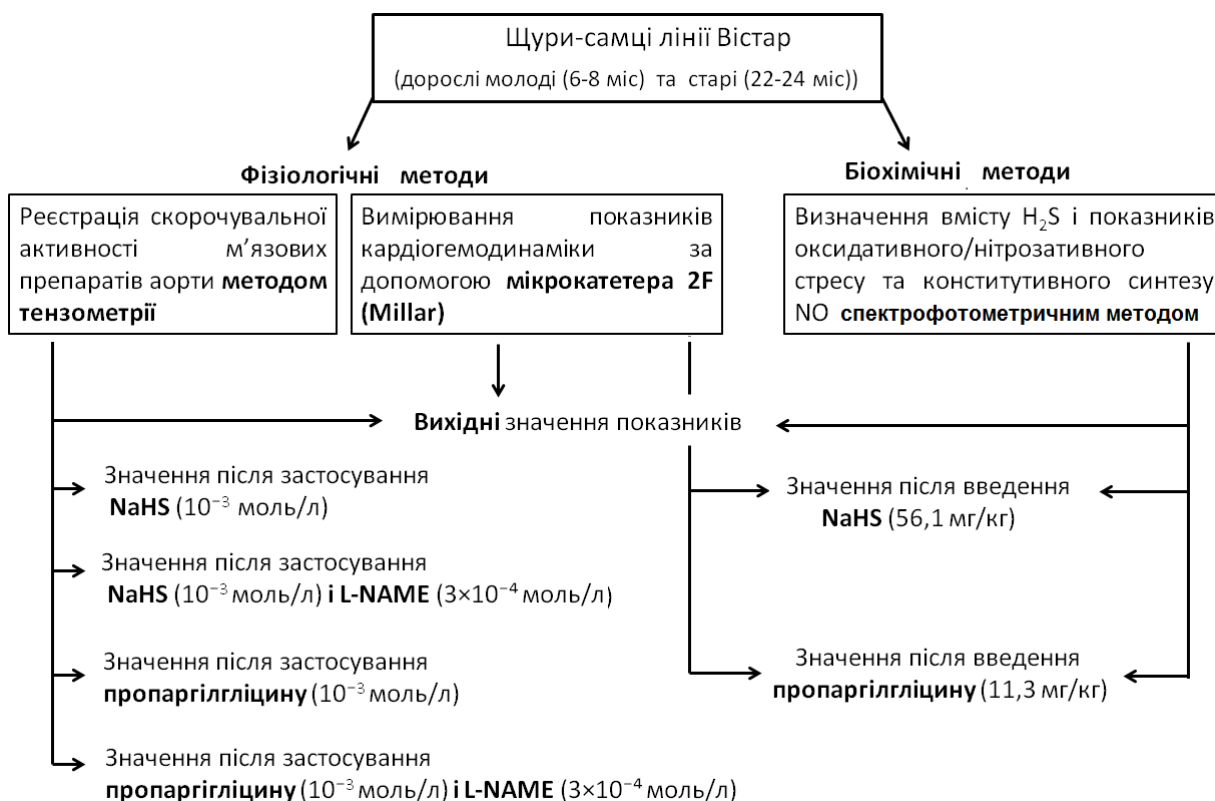 Щури-самці лінії Вістар
(дорослі молоді (6-8 міс) та старі (22-24 міс))
Фізіологічні методи
Біохімічні методи
Реєстрація скорочувальної
активності м’язових
препаратів аорти методом
тензометрії
Вимірювання показників
кардіогемодинаміки за
допомогою мікрокатетера 2F
(Millar)
Визначення вмісту H₂S і показників
оксидативного/нітрозативного
стресу та конститутивного синтезу
NO спектрофотометричним методом
Вихідні значення показників
Значення після застосування
NaHS (10⁻³ моль/л)
Значення після застосування
NaHS (10⁻³ моль/л) і L-NAME (3×10⁻⁴ моль/л)
Значення після застосування
пропаргілгліцину (10⁻³ моль/л)
Значення після застосування
пропаргігліцину (10⁻³ моль/л) і L-NAME (3×10⁻⁴ моль/л)
Значення після введення
NaHS (56,1 мг/кг)
Значення після введення
пропаргілгліцину (11,3 мг/кг)